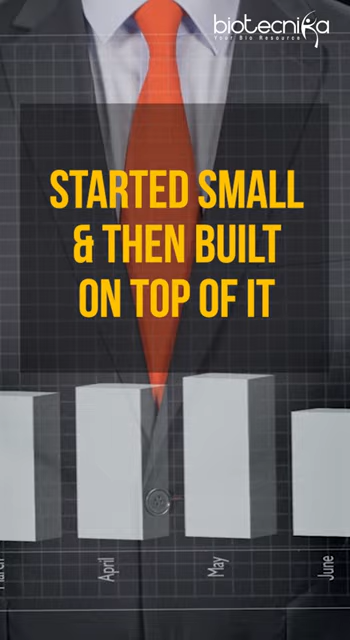 biotecnika
Your Bio Resource
STARTED SMALL
& THEN BUILT
ON TOP OF IT
April
May
June